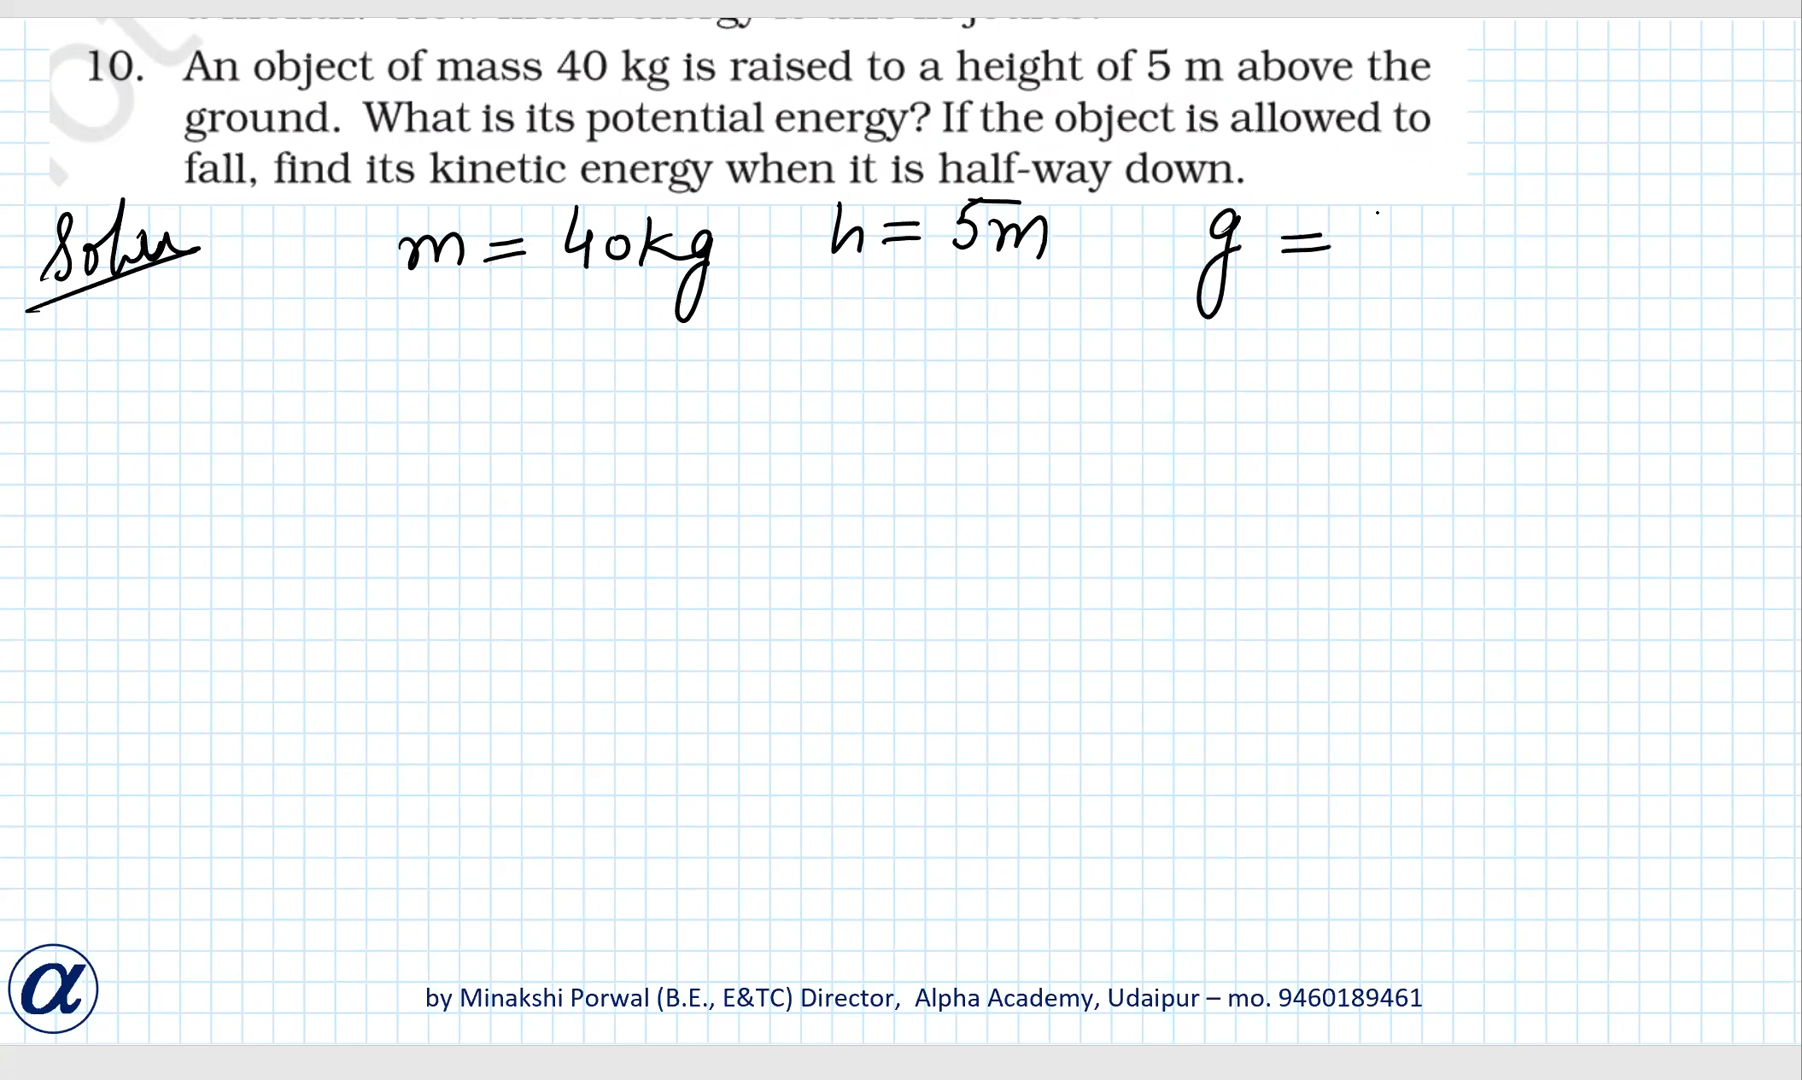 10. An object of mass 40 kg is raised to a height of 5 m above the
ground. What is its potential energy? If the object is allowed to
fall, find its kinetic energy when it is half-way down.
Soln m = 40kg h = 5m g =
α
by Minakshi Porwal (B.E., E&TC) Director, Alpha Academy, Udaipur – mo. 9460189461